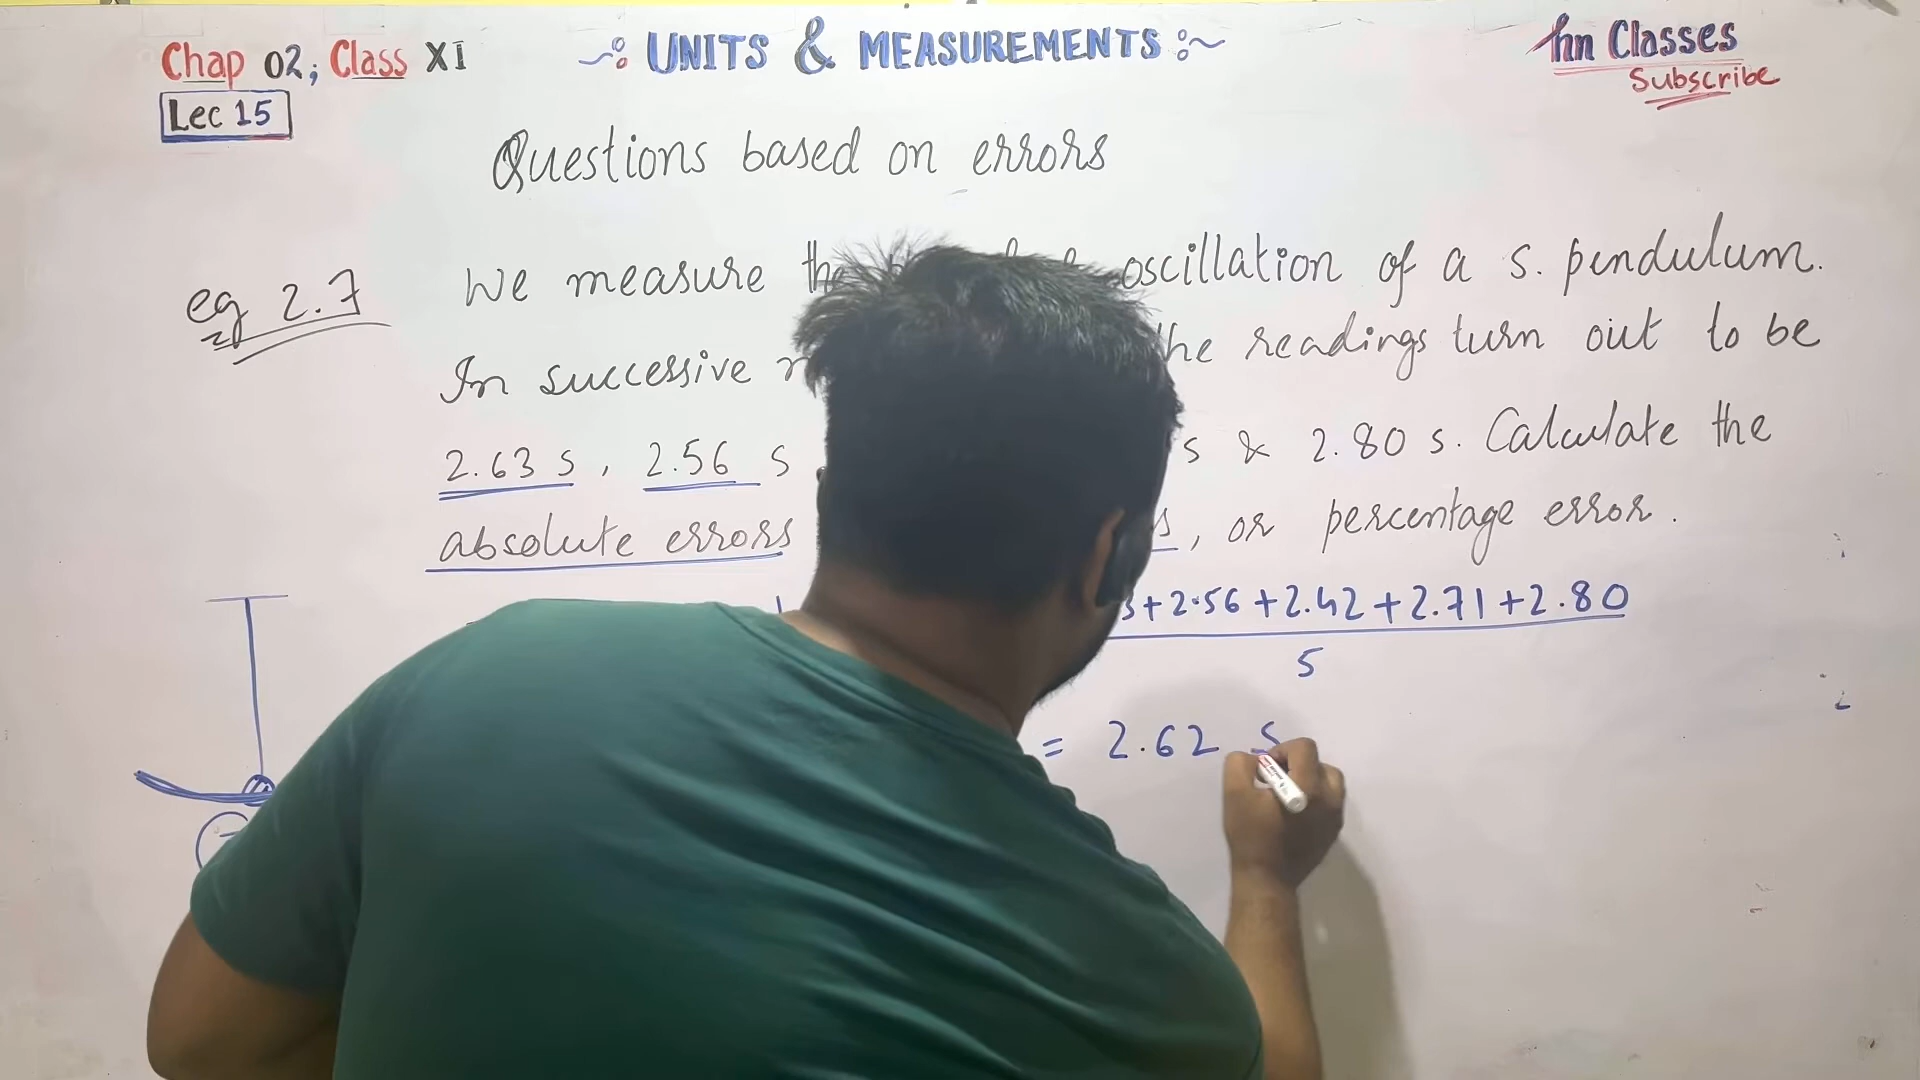 Chap 02; Class XI
UNITS & MEASUREMENTS
hn Classes
Subscribe
Lec 15
Questions based on errors
eg 2.7
We measure the oscillation of a s. pendulum.
In successive the readings turn out to be
2.63 s, 2.56 s s & 2.80 s. Calculate the
absolute errors , or percentage error.
+2.56+2.42+2.71+2.80
5
= 2.62 s